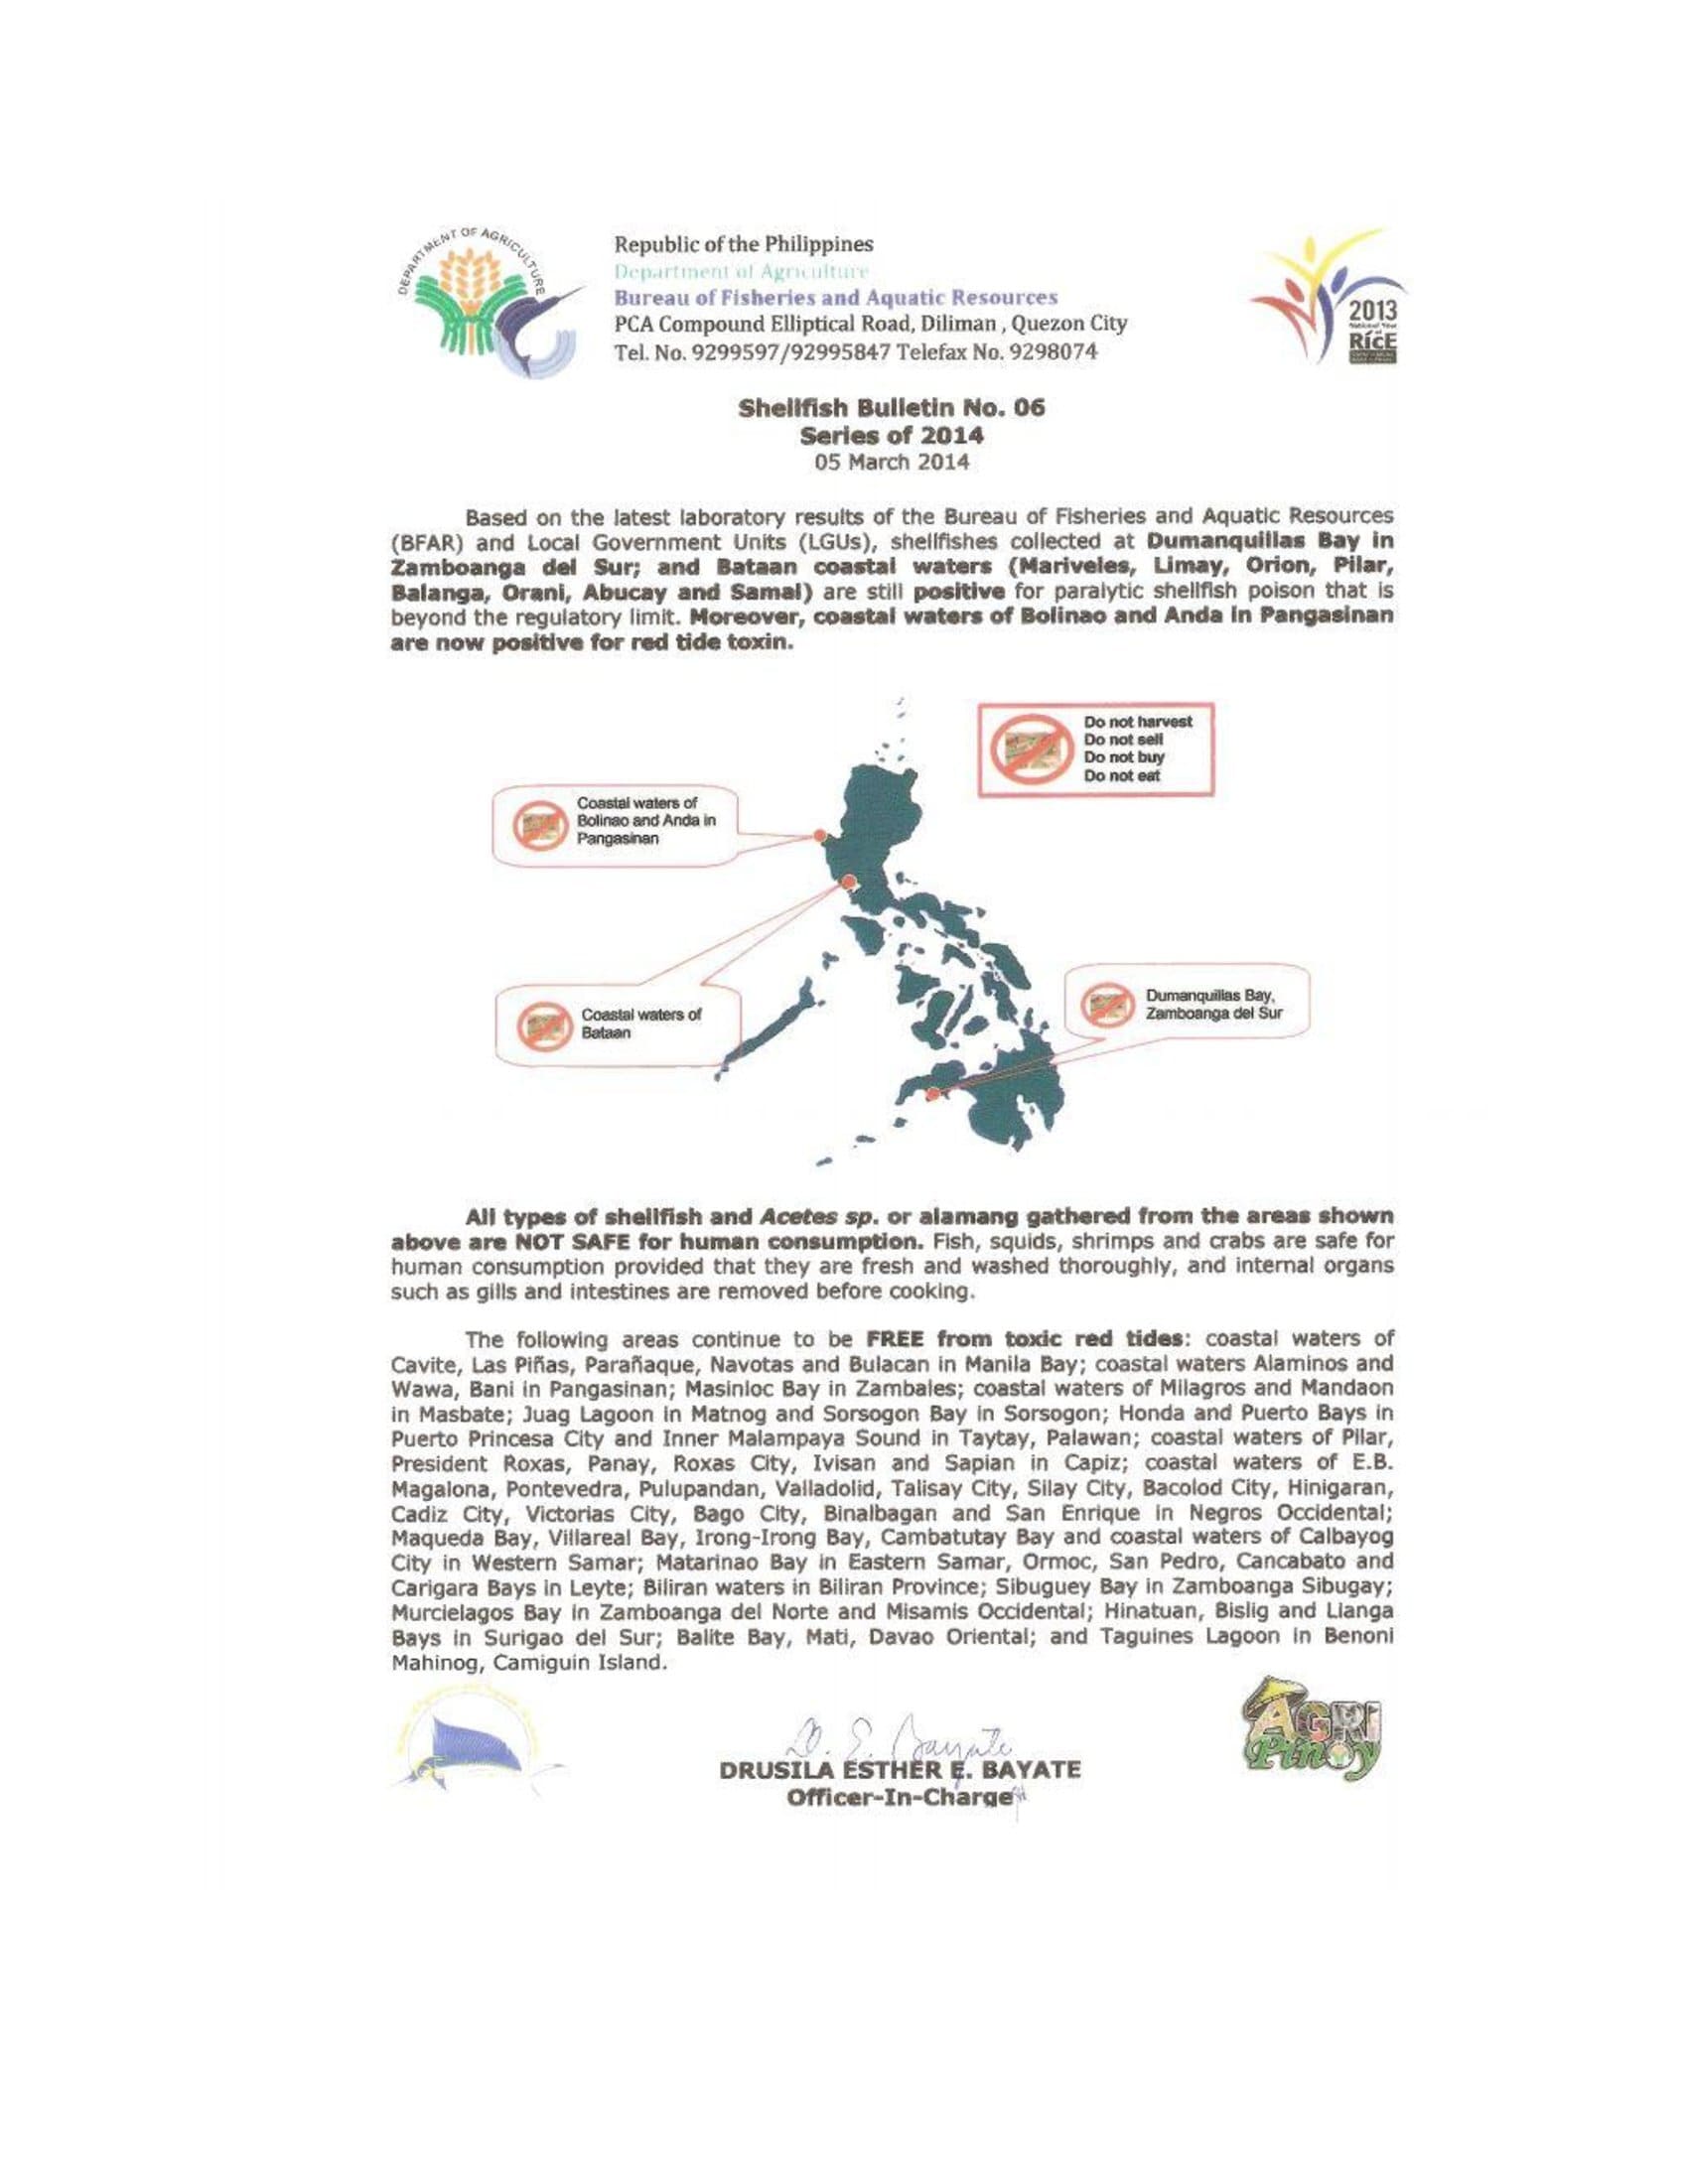 DEPARTMENT OF AGRICULTURE
Republic of the Philippines
Department of Agriculture
Bureau of Fisheries and Aquatic Resources
PCA Compound Elliptical Road, Diliman , Quezon City
Tel. No. 9299597/92995847 Telefax No. 9298074
2013
National Year
of
RícE
Shellfish Bulletin No. 06
Series of 2014
05 March 2014
Based on the latest laboratory results of the Bureau of Fisheries and Aquatic Resources
(BFAR) and Local Government Units (LGUs), shellfishes collected at Dumanquillas Bay in
Zamboanga del Sur; and Bataan coastal waters (Mariveles, Limay, Orion, Pilar,
Balanga, Orani, Abucay and Samal) are still positive for paralytic shellfish poison that is
beyond the regulatory limit. Moreover, coastal waters of Bolinao and Anda in Pangasinan
are now positive for red tide toxin.
Do not harvest
Do not sell
Do not buy
Do not eat
Coastal waters of
Bolinao and Anda in
Pangasinan
Coastal waters of
Bataan
Dumanquillas Bay,
Zamboanga del Sur
All types of shellfish and Acetes sp. or alamang gathered from the areas shown
above are NOT SAFE for human consumption. Fish, squids, shrimps and crabs are safe for
human consumption provided that they are fresh and washed thoroughly, and internal organs
such as gills and intestines are removed before cooking.
The following areas continue to be FREE from toxic red tides: coastal waters of
Cavite, Las Piñas, Parañaque, Navotas and Bulacan in Manila Bay; coastal waters Alaminos and
Wawa, Bani in Pangasinan; Masinloc Bay in Zambales; coastal waters of Milagros and Mandaon
in Masbate; Juag Lagoon in Matnog and Sorsogon Bay in Sorsogon; Honda and Puerto Bays in
Puerto Princesa City and Inner Malampaya Sound in Taytay, Palawan; coastal waters of Pilar,
President Roxas, Panay, Roxas City, Ivisan and Sapian in Capiz; coastal waters of E.B.
Magalona, Pontevedra, Pulupandan, Valladolid, Talisay City, Silay City, Bacolod City, Hinigaran,
Cadiz City, Victorias City, Bago City, Binalbagan and San Enrique in Negros Occidental;
Maqueda Bay, Villareal Bay, Irong-Irong Bay, Cambatutay Bay and coastal waters of Calbayog
City in Western Samar; Matarinao Bay in Eastern Samar, Ormoc, San Pedro, Cancabato and
Carigara Bays in Leyte; Biliran waters in Biliran Province; Sibuguey Bay in Zamboanga Sibugay;
Murcielagos Bay in Zamboanga del Norte and Misamis Occidental; Hinatuan, Bislig and Lianga
Bays in Surigao del Sur; Balite Bay, Mati, Davao Oriental; and Taguines Lagoon in Benoni
Mahinog, Camiguin Island.
D. E. Bayate
DRUSILA ESTHER E. BAYATE
Officer-In-Charge
AGRI
Pinoy